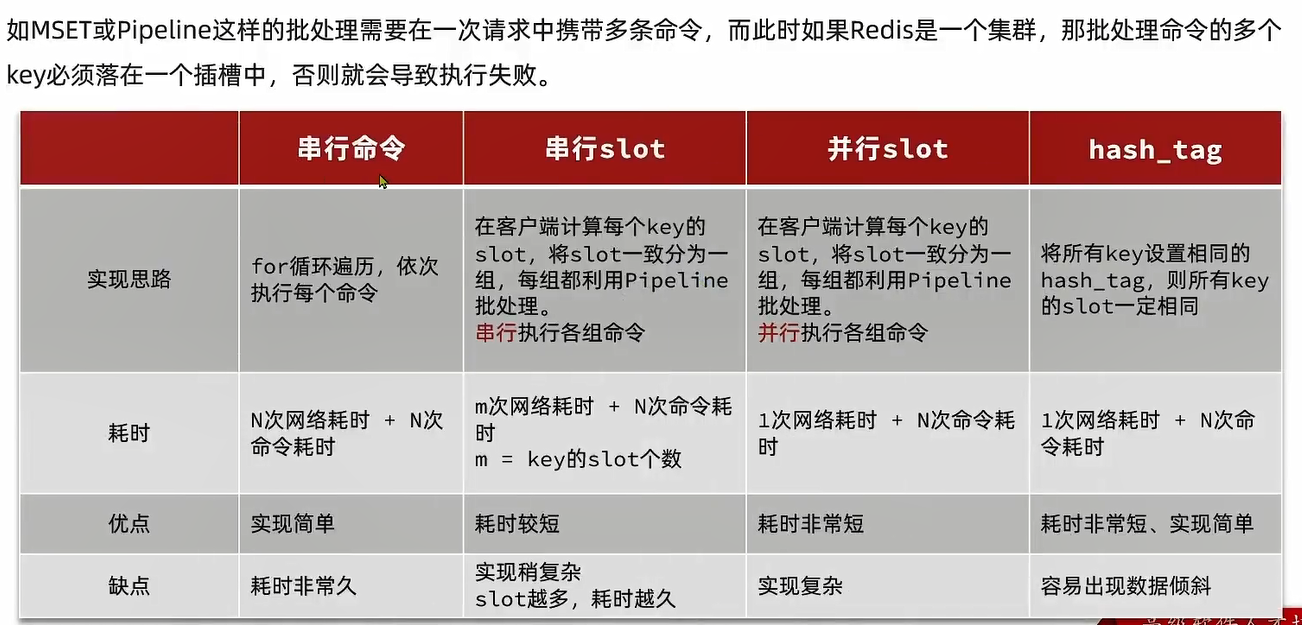 如MSET或Pipeline这样的批处理需要在一次请求中携带多条命令，而此时如果Redis是一个集群，那批处理命令的多个
key必须落在一个插槽中，否则就会导致执行失败。
串行命令
串行slot
并行slot
hash_tag
实现思路
for循环遍历，依次
执行每个命令
在客户端计算每个key的
slot，将slot一致分为一
组，每组都利用Pipeline
批处理。
串行执行各组命令
在客户端计算每个key的
slot，将slot一致分为一
组，每组都利用Pipeline
批处理。
并行执行各组命令
将所有key设置相同的
hash_tag，则所有key
的slot一定相同
耗时
N次网络耗时 + N次
命令耗时
m次网络耗时 + N次命令耗
时
m = key的slot个数
1次网络耗时 + N次命令耗
时
1次网络耗时 + N次命
令耗时
优点
实现简单
耗时较短
耗时非常短
耗时非常短、实现简单
缺点
耗时非常久
实现稍复杂
slot越多，耗时越久
实现复杂
容易出现数据倾斜